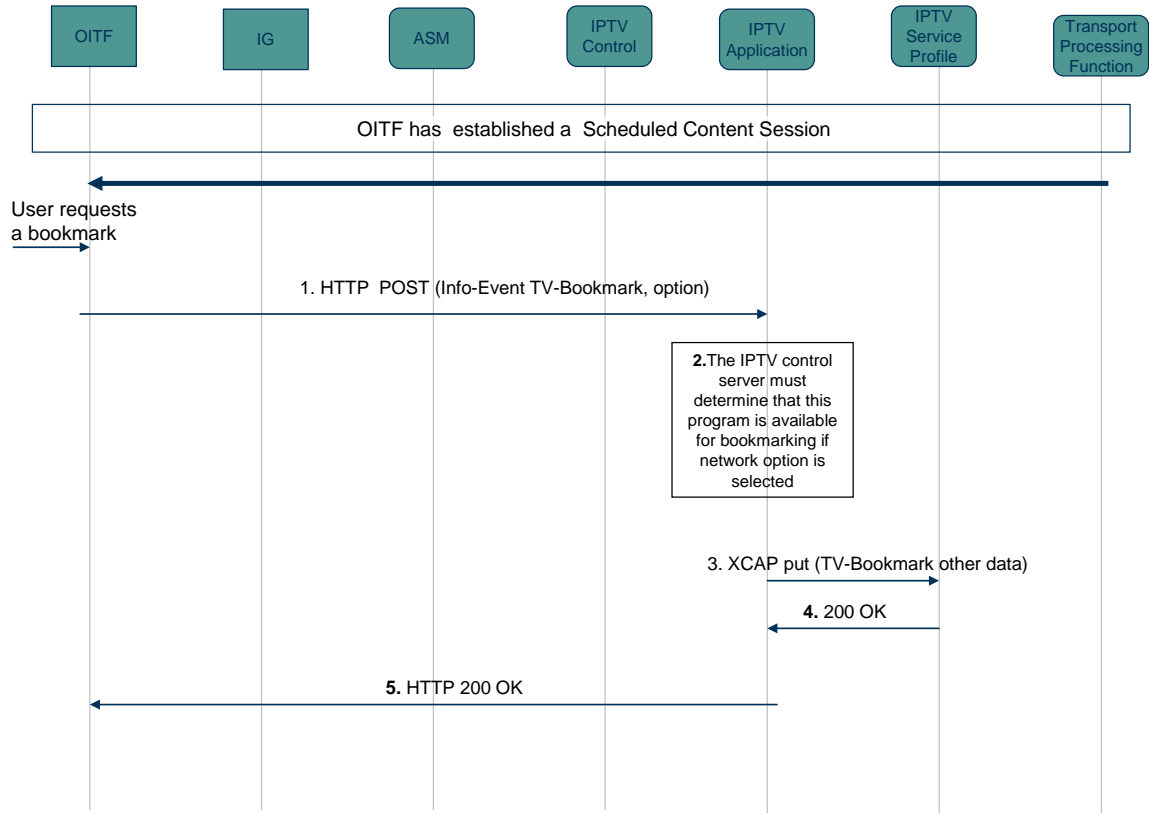 OITF
IG
ASM
IPTV
Control
IPTV
Application
IPTV
Service
Profile
Transport
Processing
Function
OITF has established a Scheduled Content Session
User requests
a bookmark
1. HTTP POST (Info-Event TV-Bookmark, option)
2.The IPTV control
server must
determine that this
program is available
for bookmarking if
network option is
selected
3. XCAP put (TV-Bookmark other data)
4. 200 OK
5. HTTP 200 OK